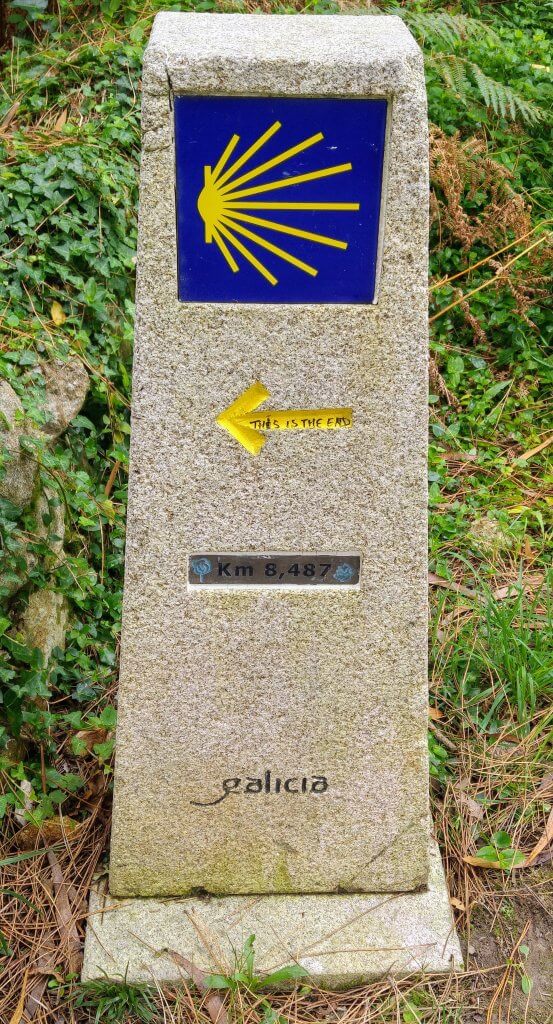 THIS IS THE END
Km 8,487
galicia